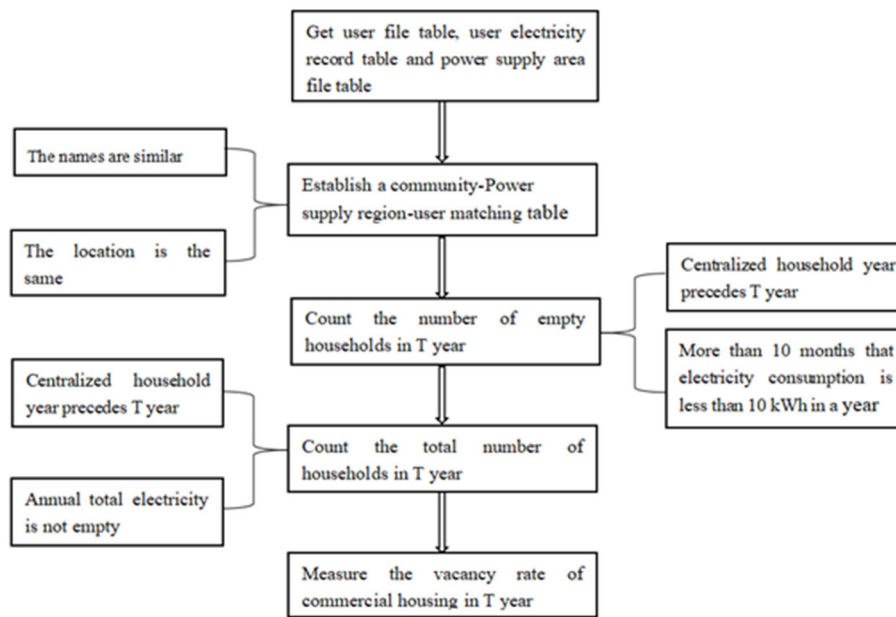 Get user file table, user electricity
record table and power supply area
file table
The names are similar
Establish a community-Power
supply region-user matching table
The location is the
same
Centralized household year
precedes T year
Count the number of empty
households in T year
More than 10 months that
electricity consumption is
less than 10 kWh in a year
Centralized household
year precedes T year
Count the total number of
households in T year
Annual total electricity
is not empty
Measure the vacancy rate of
commercial housing in T year